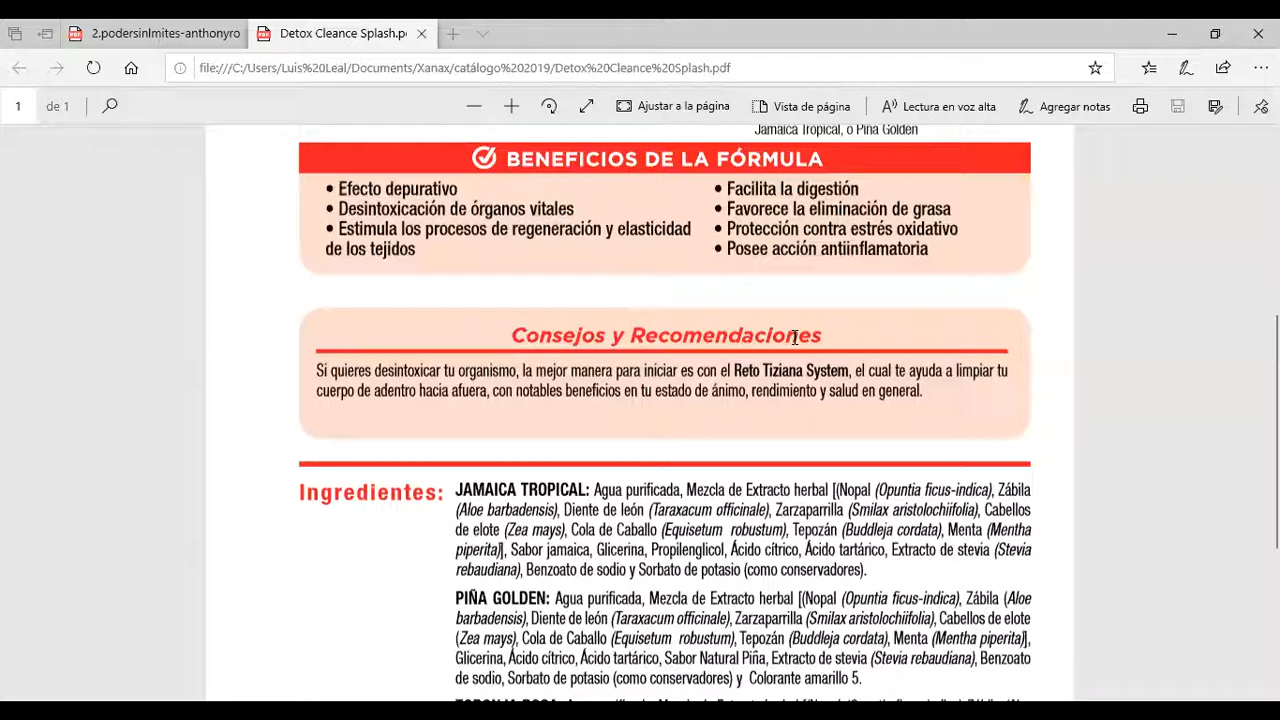 2.podersinlmites-anthonyro
Detox Cleance Splash.p
file:///C:/Users/Luis%20Leal/Documents/Xanax/catálogo%202019/Detox%20Cleance%20Splash.pdf
1 de 1
Ajustar a la página
Vista de página
Lectura en voz alta
Agregar notas
Jamaica Tropical, o Piña Golden
BENEFICIOS DE LA FÓRMULA
• Efecto depurativo
• Desintoxicación de órganos vitales
• Estimula los procesos de regeneración y elasticidad
de los tejidos
• Facilita la digestión
• Favorece la eliminación de grasa
• Protección contra estrés oxidativo
• Posee acción antiinflamatoria
Consejos y Recomendaciones
Si quieres desintoxicar tu organismo, la mejor manera para iniciar es con el Reto Tiziana System, el cual te ayuda a limpiar tu
cuerpo de adentro hacia afuera, con notables beneficios en tu estado de ánimo, rendimiento y salud en general.
Ingredientes:
JAMAICA TROPICAL: Agua purificada, Mezcla de Extracto herbal [(Nopal (Opuntia ficus-indica), Zábila
(Aloe barbadensis), Diente de león (Taraxacum officinale), Zarzaparrilla (Smilax aristolochiifolia), Cabellos
de elote (Zea mays), Cola de Caballo (Equisetum robustum), Tepozán (Buddleja cordata), Menta (Mentha
piperita)], Sabor jamaica, Glicerina, Propilenglicol, Ácido cítrico, Ácido tartárico, Extracto de stevia (Stevia
rebaudiana), Benzoato de sodio y Sorbato de potasio (como conservadores).
PIÑA GOLDEN: Agua purificada, Mezcla de Extracto herbal [(Nopal (Opuntia ficus-indica), Zábila (Aloe
barbadensis), Diente de león (Taraxacum officinale), Zarzaparrilla (Smilax aristolochiifolia), Cabellos de elote
(Zea mays), Cola de Caballo (Equisetum robustum), Tepozán (Buddleja cordata), Menta (Mentha piperita)],
Glicerina, Ácido cítrico, Ácido tartárico, Sabor Natural Piña, Extracto de stevia (Stevia rebaudiana), Benzoato
de sodio, Sorbato de potasio (como conservadores) y Colorante amarillo 5.